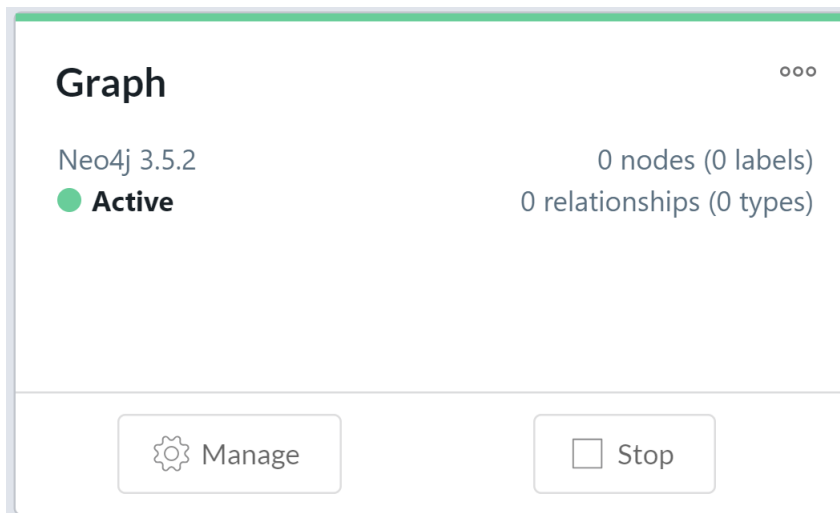 Graph
Neo4j 3.5.2
0 nodes (0 labels)
Active
0 relationships (0 types)
Manage
Stop